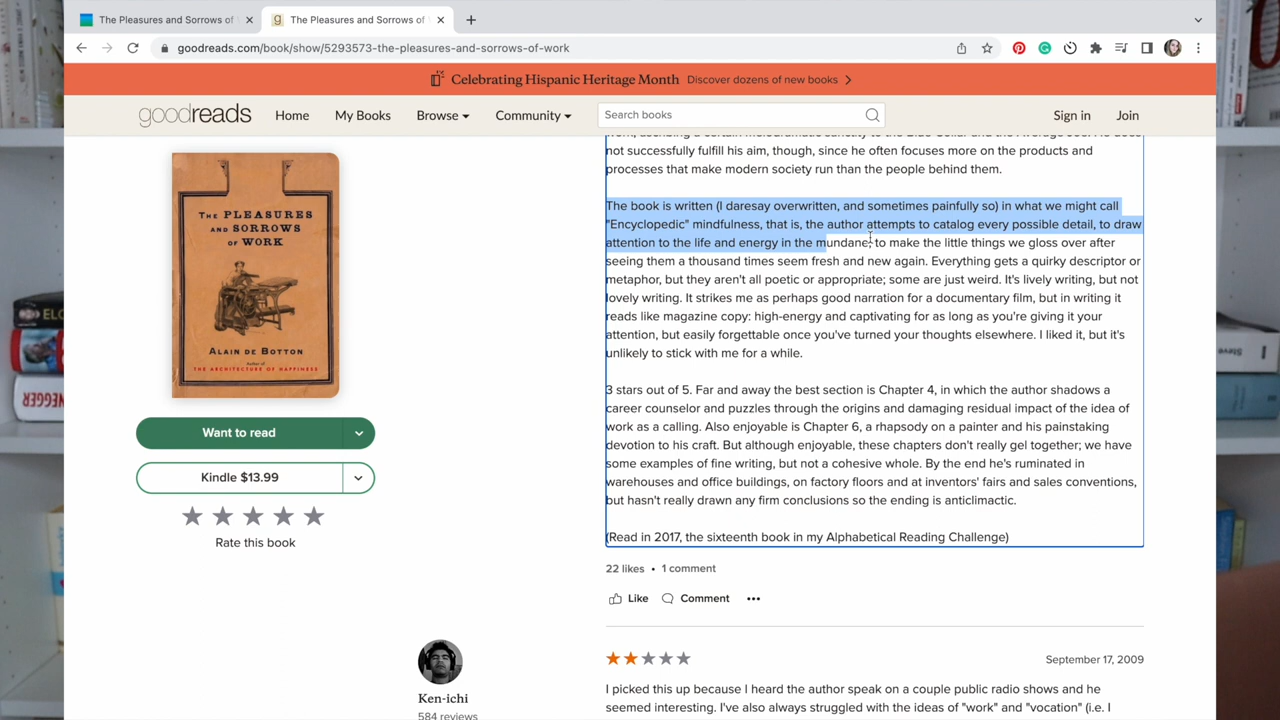 The Pleasures and Sorrows of
The Pleasures and Sorrows of
goodreads.com/book/show/5293573-the-pleasures-and-sorrows-of-work
Celebrating Hispanic Heritage Month Discover dozens of new books
goodreads
Home
My Books
Browse
Community
Search books
Sign in
Join
THE PLEASURES
AND SORROWS
OF WORK
ALAIN DE BOTTON
Author of
THE ARCHITECTURE OF HAPPINESS
Want to read
Kindle $13.99
Rate this book
not successfully fulfill his aim, though, since he often focuses more on the products and
processes that make modern society run than the people behind them.
The book is written (I daresay overwritten, and sometimes painfully so) in what we might call
"Encyclopedic" mindfulness, that is, the author attempts to catalog every possible detail, to draw
attention to the life and energy in the mundane, to make the little things we gloss over after
seeing them a thousand times seem fresh and new again. Everything gets a quirky descriptor or
metaphor, but they aren't all poetic or appropriate; some are just weird. It's lively writing, but not
lovely writing. It strikes me as perhaps good narration for a documentary film, but in writing it
reads like magazine copy: high-energy and captivating for as long as you're giving it your
attention, but easily forgettable once you've turned your thoughts elsewhere. I liked it, but it's
unlikely to stick with me for a while.
3 stars out of 5. Far and away the best section is Chapter 4, in which the author shadows a
career counselor and puzzles through the origins and damaging residual impact of the idea of
work as a calling. Also enjoyable is Chapter 6, a rhapsody on a painter and his painstaking
devotion to his craft. But although enjoyable, these chapters don't really gel together; we have
some examples of fine writing, but not a cohesive whole. By the end he's ruminated in
warehouses and office buildings, on factory floors and at inventors' fairs and sales conventions,
but hasn't really drawn any firm conclusions so the ending is anticlimactic.
(Read in 2017, the sixteenth book in my Alphabetical Reading Challenge)
22 likes • 1 comment
Like
Comment
Ken-ichi
584 reviews
September 17, 2009
I picked this up because I heard the author speak on a couple public radio shows and he
seemed interesting. I've also always struggled with the ideas of "work" and "vocation" (i.e. I
ELO
NEGGER
Steve